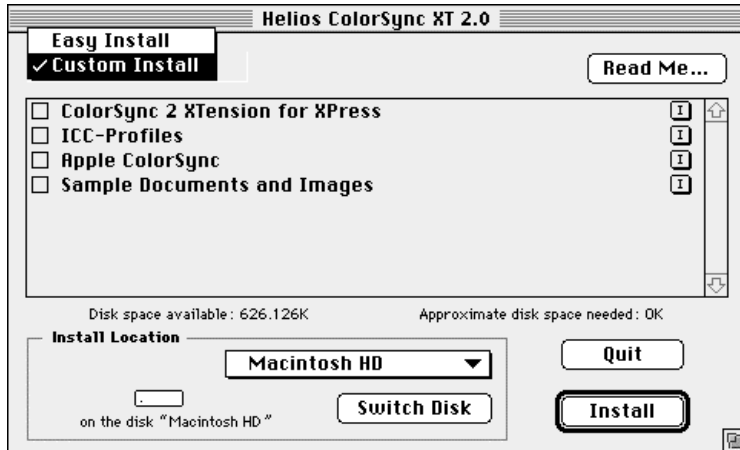 Helios ColorSync XT 2.0
Easy Install
✓Custom Install
Read Me...
ColorSync 2 XTension for XPress
I
ICC-Profiles
I
Apple ColorSync
I
Sample Documents and Images
I
Disk space available: 626.126K
Approximate disk space needed: 0K
Install Location
Macintosh HD
Quit
on the disk "Macintosh HD"
Switch Disk
Install